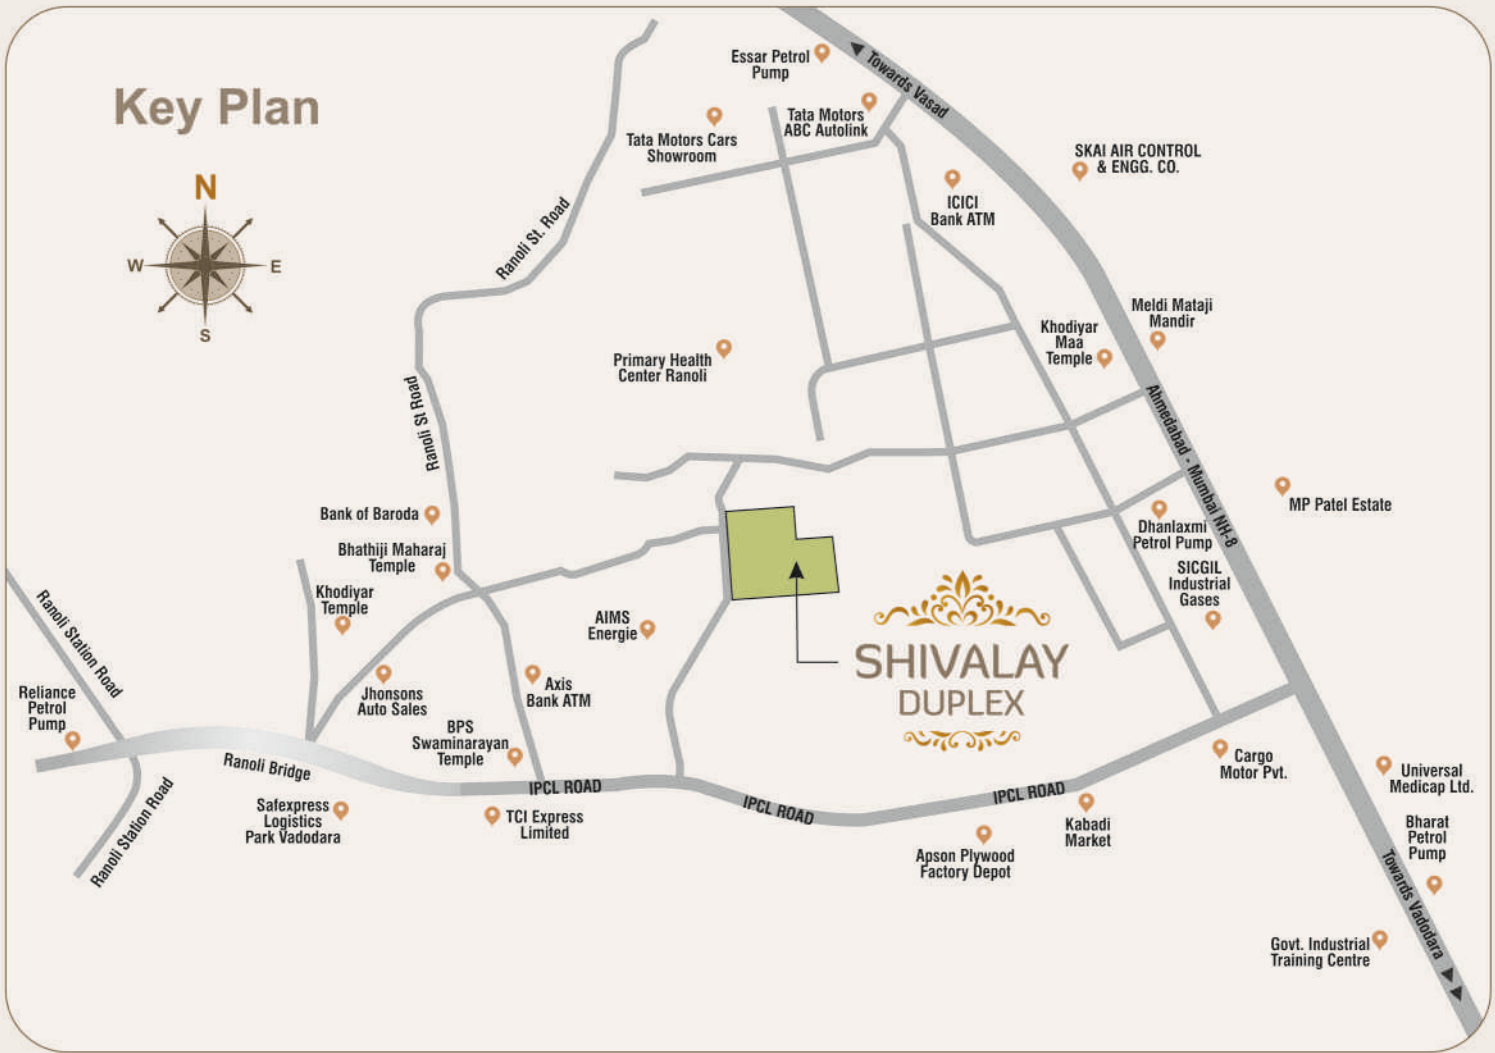 Key Plan
N
W
E
S
Essar Petrol
Pump
Towards Vasad
Tata Motors
ABC Autolink
Tata Motors Cars
Showroom
SKAI AIR CONTROL
& ENGG. CO.
ICICI
Bank ATM
Ranoli St. Road
Meldi Mataji
Mandir
Khodiyar
Maa
Temple
Primary Health
Center Ranoli
Ranoli St Road
Ahmedabad - Mumbai NH-8
MP Patel Estate
Bank of Baroda
Dhanlaxmi
Petrol Pump
Bhathiji Maharaj
Temple
SICGIL
Industrial
Gases
Khodiyar
Temple
AIMS
Energie
Ranoli Station Road
SHIVALAY
DUPLEX
Reliance
Petrol
Pump
Jhonsons
Auto Sales
Axis
Bank ATM
BPS
Swaminarayan
Temple
Ranoli Bridge
IPCL ROAD
IPCL ROAD
IPCL ROAD
Cargo
Motor Pvt.
Universal
Medicap Ltd.
Ranoli Station Road
Safexpress
Logistics
Park Vadodara
TCI Express
Limited
Kabadi
Market
Apson Plywood
Factory Depot
Bharat
Petrol
Pump
Towards Vadodara
Govt. Industrial
Training Centre